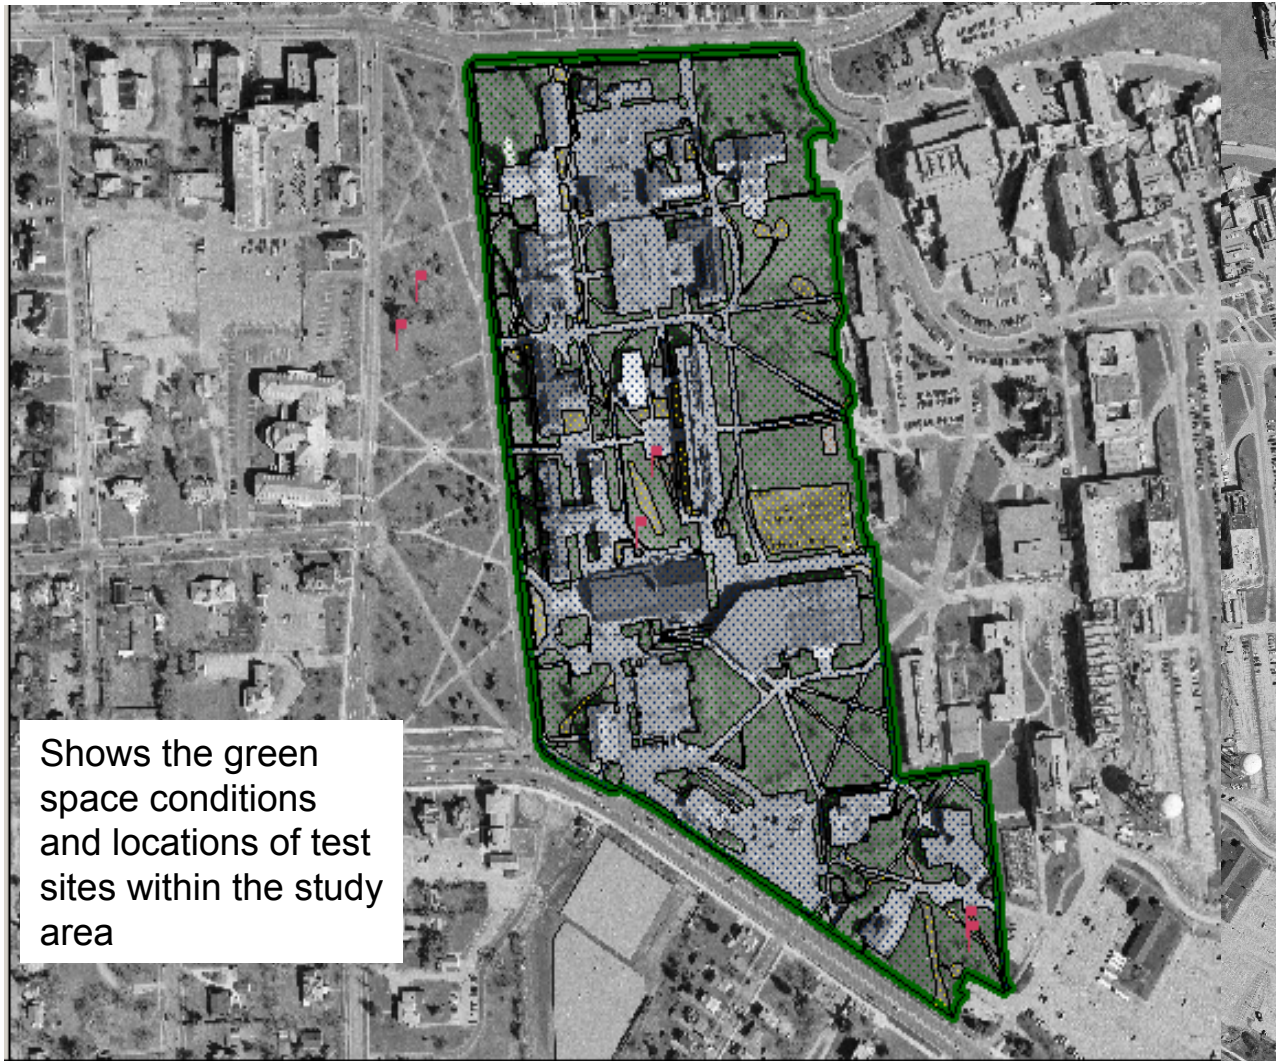 Shows the green
space conditions
and locations of test
sites within the study
area